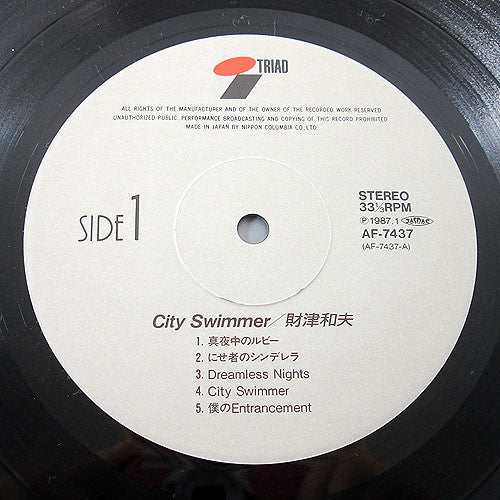 TRIAD
ALL RIGHTS OF THE MANUFACTURER AND OF THE OWNER OF THE RECORDED WORK RESERVED
UNAUTHORIZED PUBLIC PERFORMANCE BROADCASTING AND COPYING OF THIS RECORD PROHIBITED
MADE IN JAPAN BY NIPPON COLUMBIA CO., LTD.
SIDE 1
STEREO
33⅓RPM
Ⓟ 1987.1 JASRAC
AF-7437
(AF-7437-A)
City Swimmer／財津和夫
1. 真夜中のルビー
2. にせ者のシンデレラ
3. Dreamless Nights
4. City Swimmer
5. 僕のEntrancement